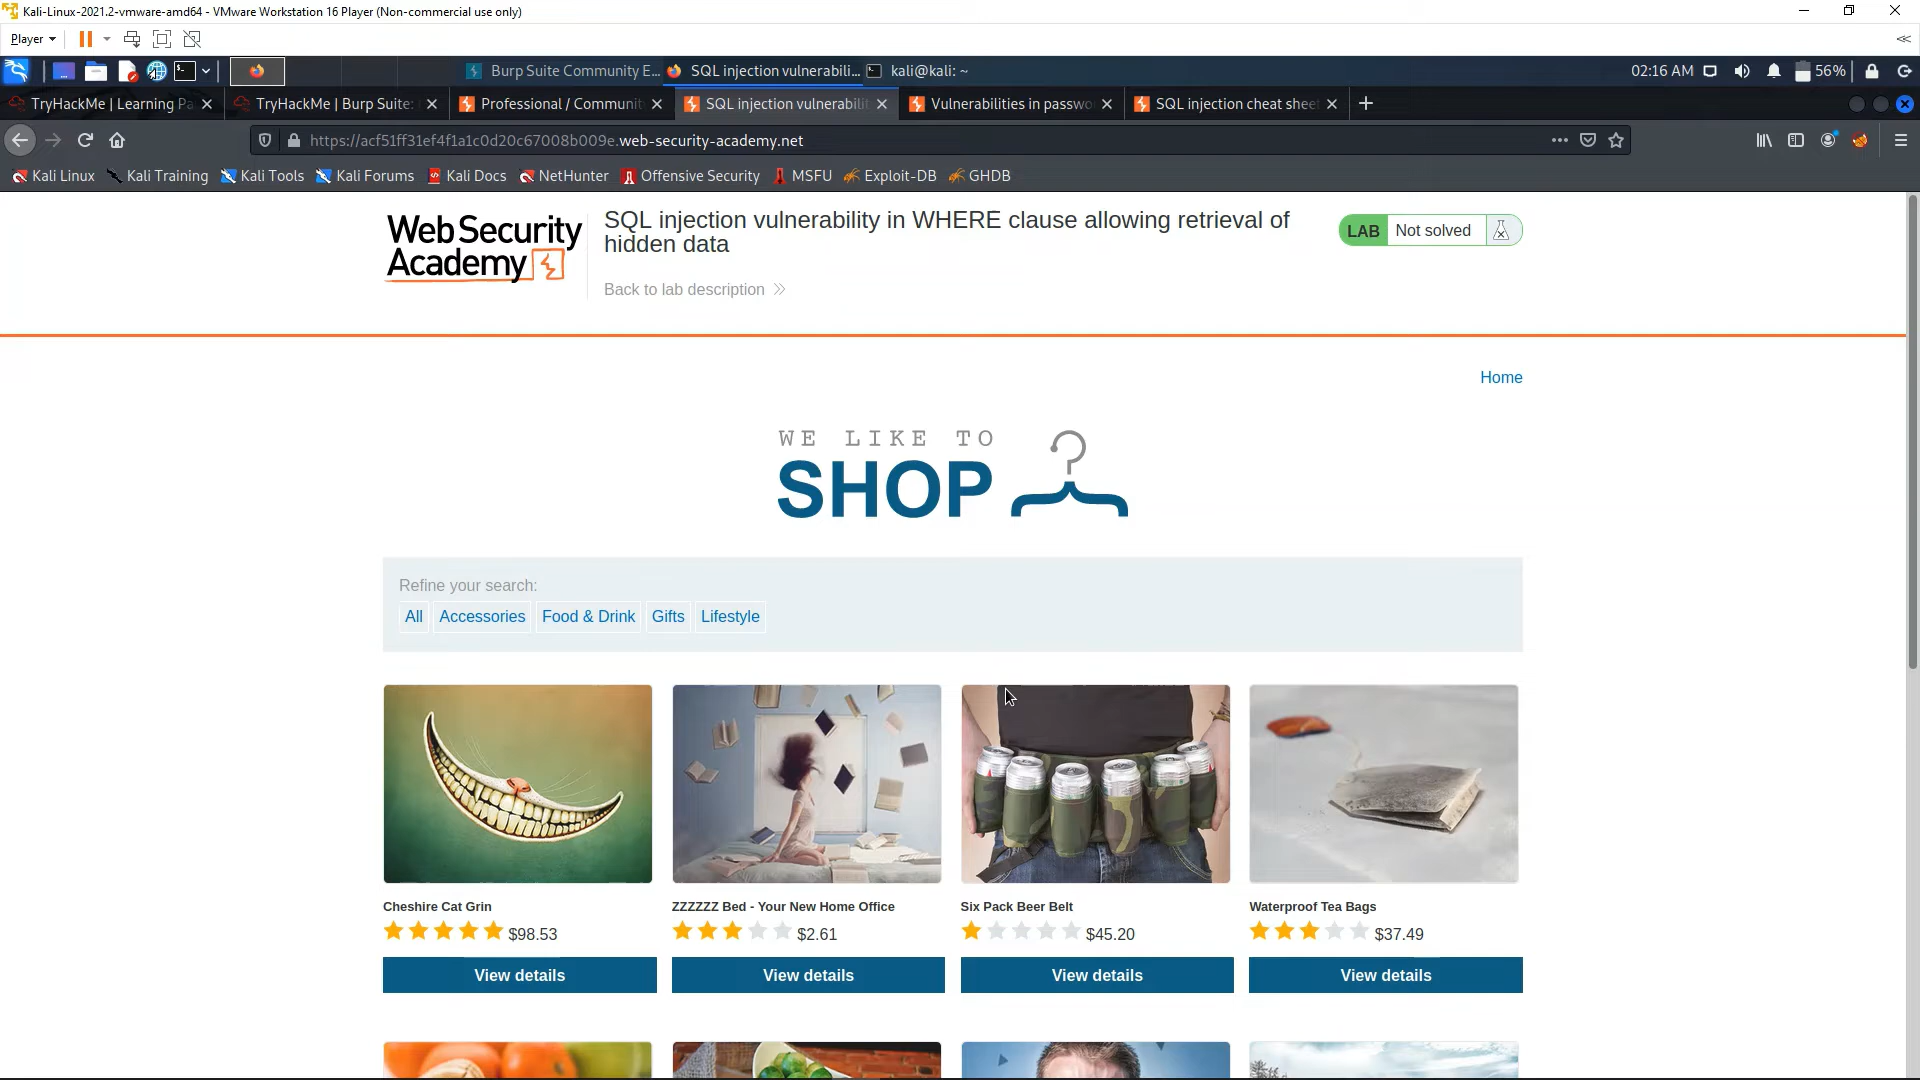 Kali-Linux-2021.2-vmware-amd64 - VMware Workstation 16 Player (Non-commercial use only)
Player
Burp Suite Community E... SQL injection vulnerabili... kali@kali: ~ 02:16 AM 56%
TryHackMe | Learning Pa TryHackMe | Burp Suite: Professional / Communit SQL injection vulnerabilit Vulnerabilities in passwo SQL injection cheat sheet
https://acf51ff31ef4f1a1c0d20c67008b009e.web-security-academy.net
Kali Linux Kali Training Kali Tools Kali Forums Kali Docs NetHunter Offensive Security MSFU Exploit-DB GHDB
Web Security
Academy
SQL injection vulnerability in WHERE clause allowing retrieval of
hidden data
LAB Not solved
Back to lab description
Home
WE LIKE TO
SHOP
Refine your search:
All Accessories Food & Drink Gifts Lifestyle
Cheshire Cat Grin
$98.53
View details
ZZZZZZ Bed - Your New Home Office
$2.61
View details
Six Pack Beer Belt
$45.20
View details
Waterproof Tea Bags
$37.49
View details